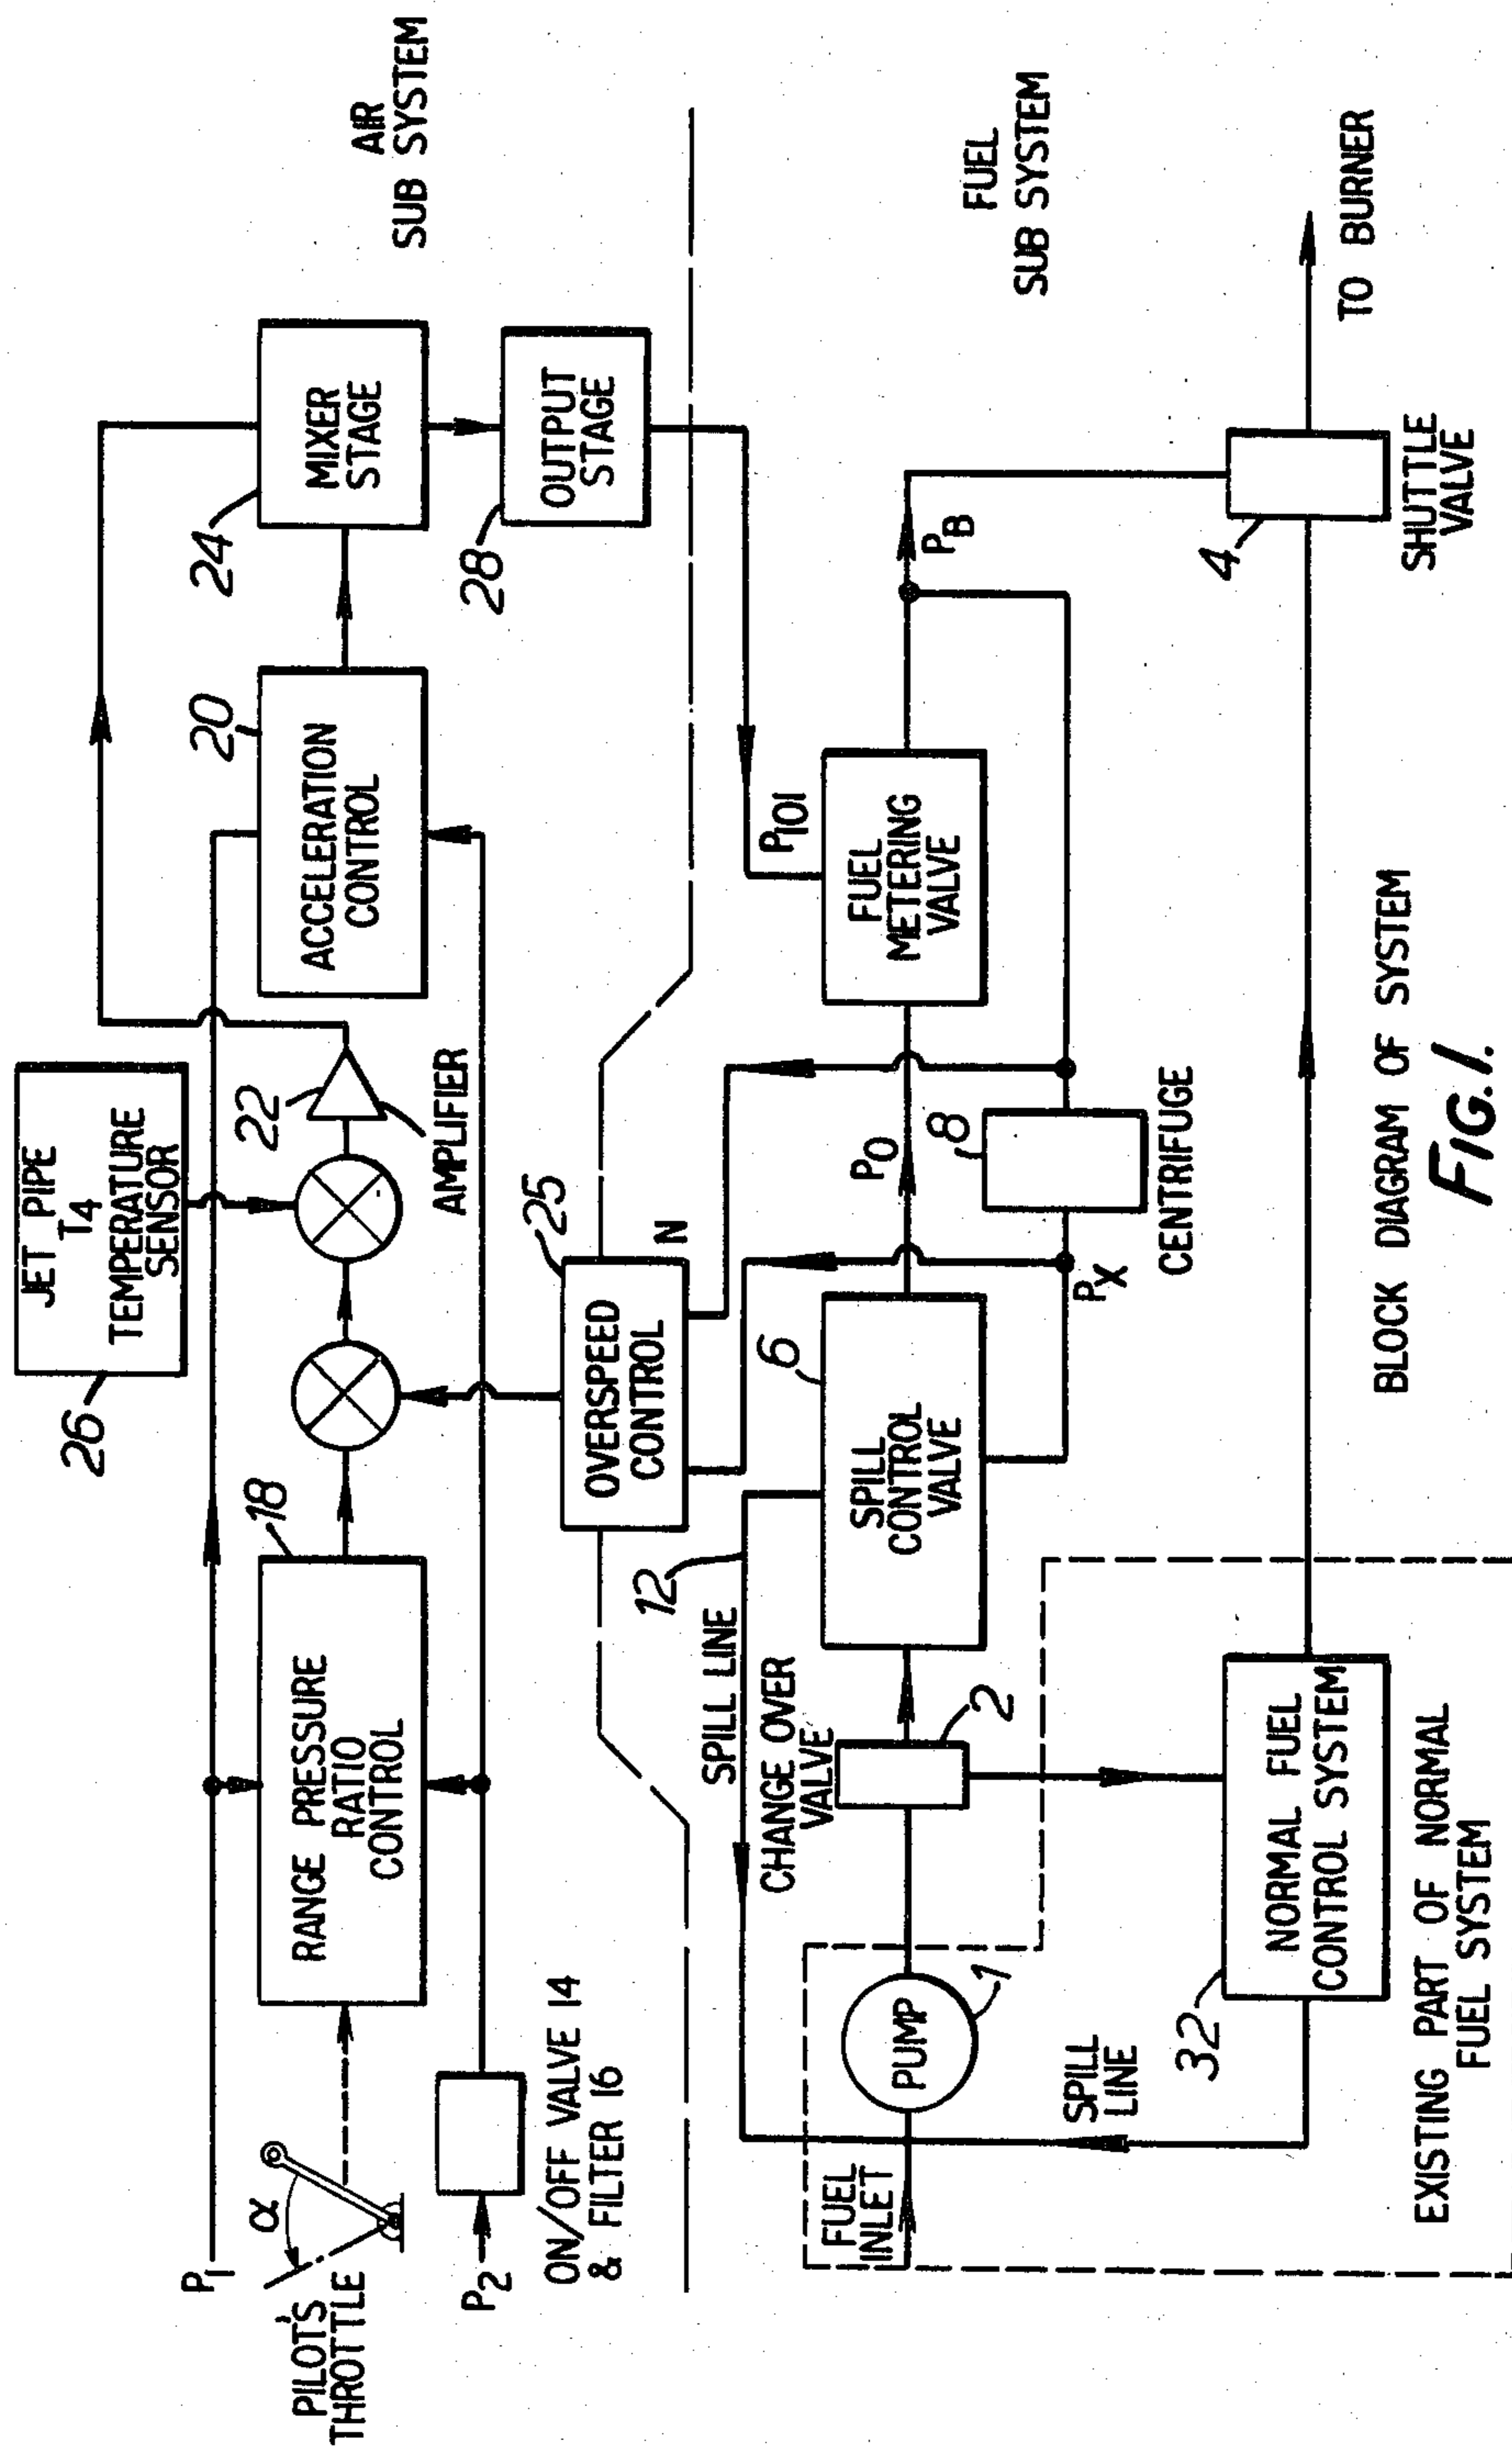 P1
PILOT'S
THROTTLE
α
P2
ON/OFF VALVE 14
& FILTER 16
RANGE PRESSURE
RATIO
CONTROL
18
26
JET PIPE
T4
TEMPERATURE
SENSOR
22
AMPLIFIER
ACCELERATION
CONTROL
20
24
MIXER
STAGE
28
OUTPUT
STAGE
AIR
SUB SYSTEM
OVERSPEED
CONTROL
25
N
FUEL
SUB SYSTEM
12
SPILL LINE
CHANGE OVER
VALVE
2
FUEL
INLET
PUMP
1
SPILL
CONTROL
VALVE
6
PO
PX
8
CENTRIFUGE
P101
FUEL
METERING
VALVE
PB
4
SHUTTLE
VALVE
TO BURNER
SPILL
LINE
32
NORMAL FUEL
CONTROL SYSTEM
EXISTING PART OF NORMAL
FUEL SYSTEM
BLOCK DIAGRAM OF SYSTEM
FIG. 1.